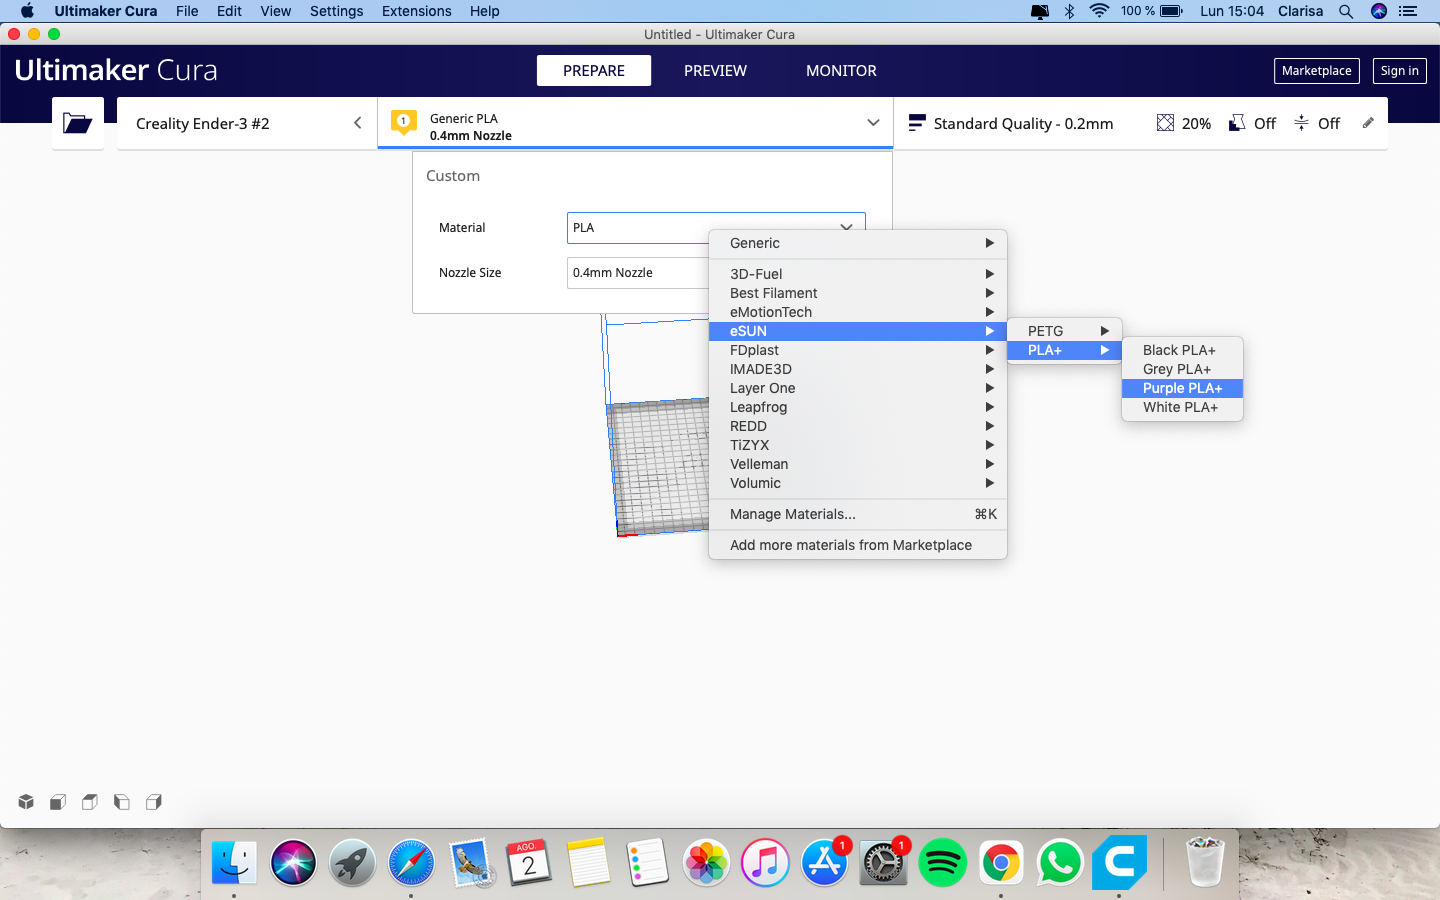 Ultimaker Cura File Edit View Settings Extensions Help 100 % Lun 15:04 Clarisa
Untitled - Ultimaker Cura
Ultimaker Cura PREPARE PREVIEW MONITOR Marketplace Sign in
Creality Ender-3 #2
1
Generic PLA
0.4mm Nozzle
Standard Quality - 0.2mm 20% Off Off
Custom
Material PLA
Nozzle Size 0.4mm Nozzle
Generic
3D-Fuel
Best Filament
eMotionTech
eSUN
FDplast
IMADE3D
Layer One
Leapfrog
REDD
TiZYX
Velleman
Volumic
Manage Materials... ⌘K
Add more materials from Marketplace
PETG
PLA+
Black PLA+
Grey PLA+
Purple PLA+
White PLA+
AGO.
2
1
1